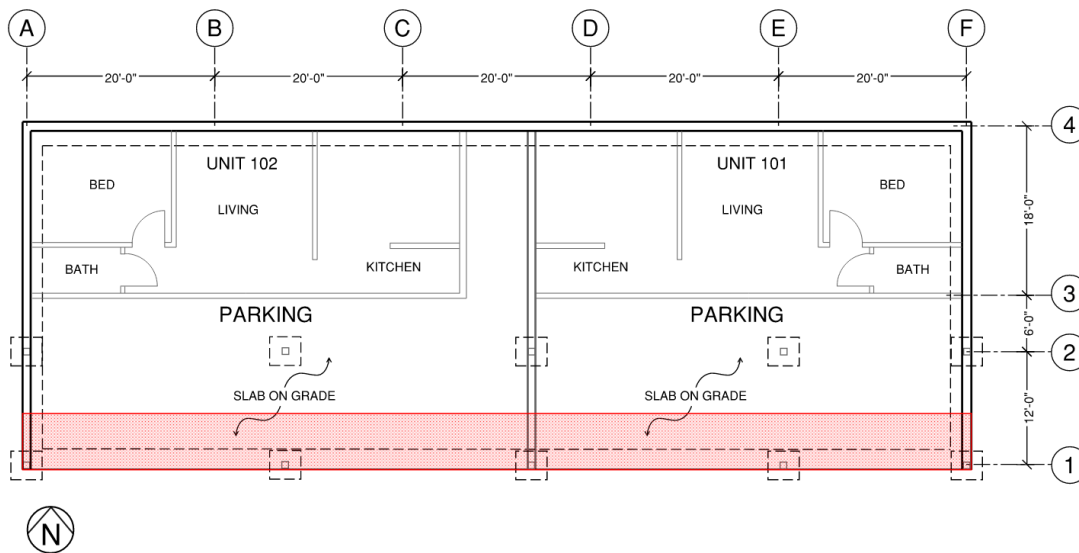 A B C D E F
20'-0" 20'-0" 20'-0" 20'-0" 20'-0"
4
UNIT 102 UNIT 101
BED BED
LIVING LIVING
18'-0"
BATH KITCHEN KITCHEN BATH
3
PARKING PARKING
6'-0"
2
SLAB ON GRADE SLAB ON GRADE
12'-0"
1
N